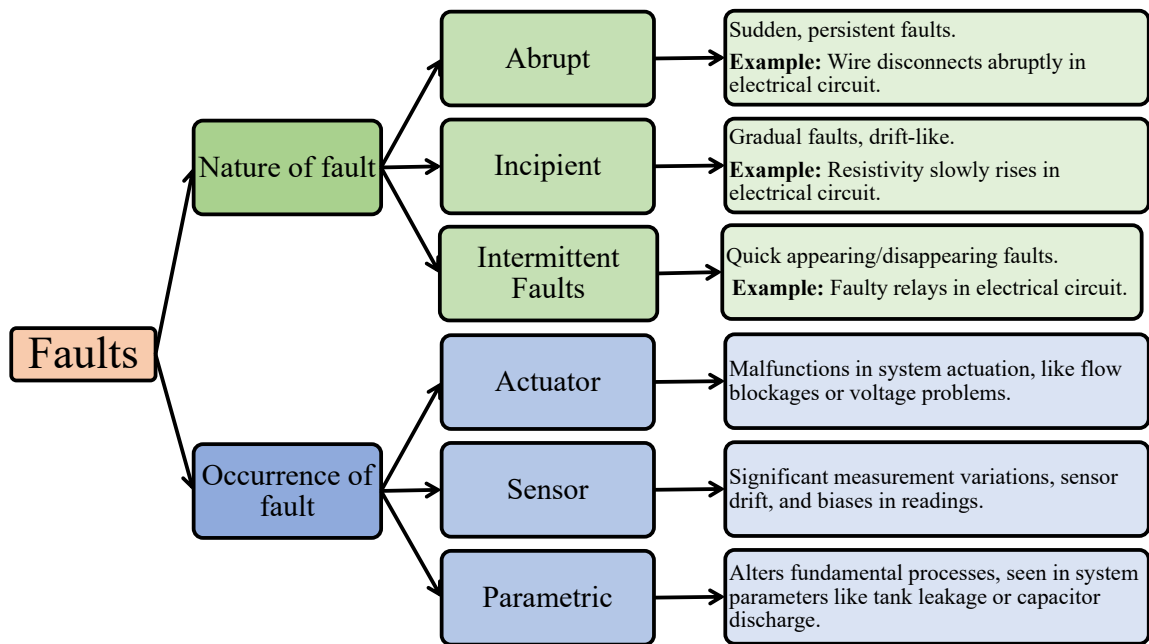 Faults
Nature of fault
Abrupt
Sudden, persistent faults.
Example: Wire disconnects abruptly in
electrical circuit.
Incipient
Gradual faults, drift-like.
Example: Resistivity slowly rises in
electrical circuit.
Intermittent
Faults
Quick appearing/disappearing faults.
Example: Faulty relays in electrical circuit.
Occurrence of
fault
Actuator
Malfunctions in system actuation, like flow
blockages or voltage problems.
Sensor
Significant measurement variations, sensor
drift, and biases in readings.
Parametric
Alters fundamental processes, seen in system
parameters like tank leakage or capacitor
discharge.